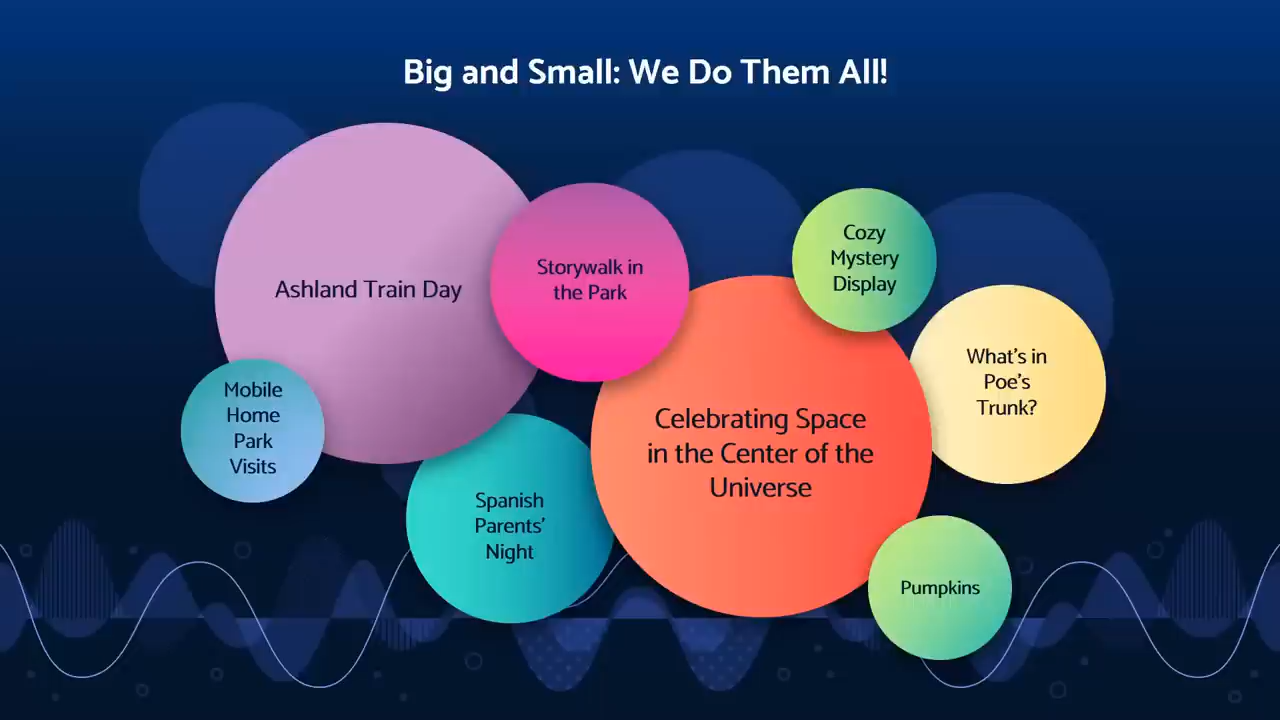 Big and Small: We Do Them All!
Ashland Train Day
Storywalk in
the Park
Cozy
Mystery
Display
What's in
Poe's
Trunk?
Mobile
Home
Park
Visits
Celebrating Space
in the Center of the
Universe
Spanish
Parents'
Night
Pumpkins